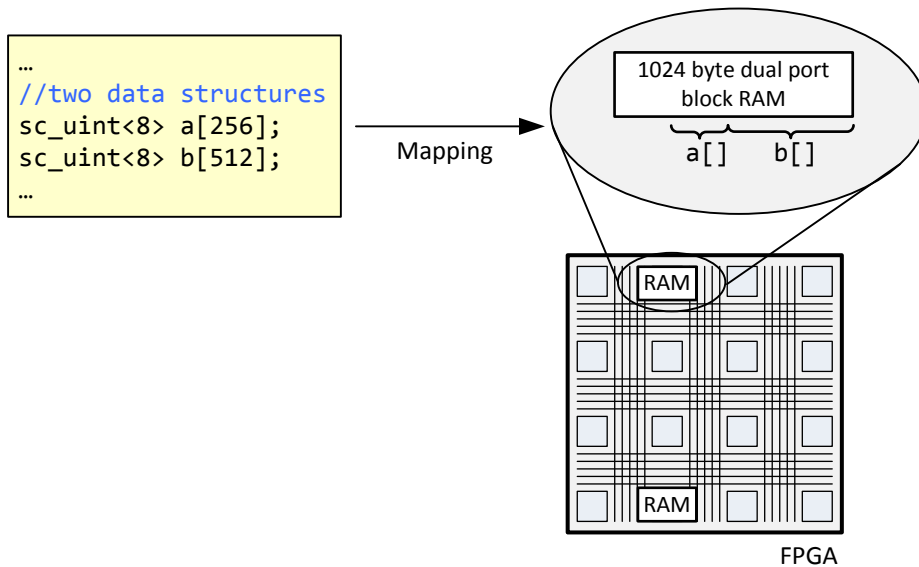 …
//two data structures
sc_uint<8> a[256];
sc_uint<8> b[512];
…
Mapping
1024 byte dual port
block RAM
a[] b[]
RAM
RAM
FPGA